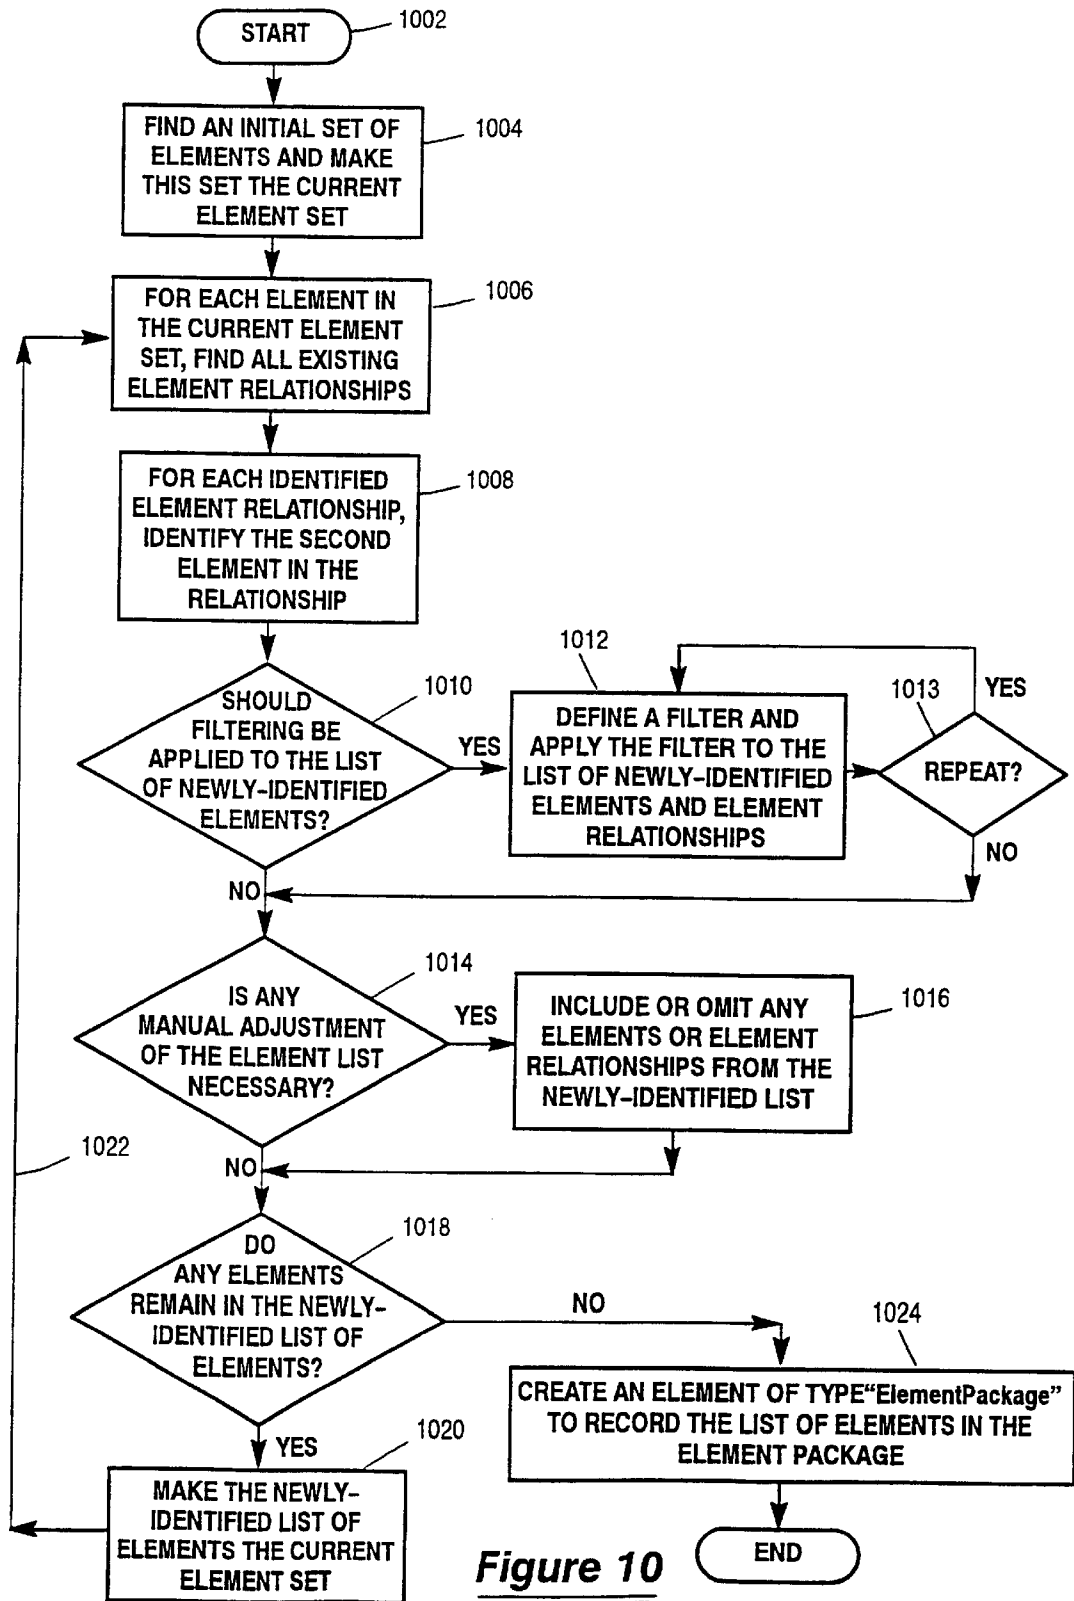 START
1002
FIND AN INITIAL SET OF
ELEMENTS AND MAKE
THIS SET THE CURRENT
ELEMENT SET
1004
FOR EACH ELEMENT IN
THE CURRENT ELEMENT
SET, FIND ALL EXISTING
ELEMENT RELATIONSHIPS
1006
FOR EACH IDENTIFIED
ELEMENT RELATIONSHIP,
IDENTIFY THE SECOND
ELEMENT IN THE
RELATIONSHIP
1008
SHOULD
FILTERING BE
APPLIED TO THE LIST
OF NEWLY-IDENTIFIED
ELEMENTS?
1010
YES
NO
1012
DEFINE A FILTER AND
APPLY THE FILTER TO THE
LIST OF NEWLY-IDENTIFIED
ELEMENTS AND ELEMENT
RELATIONSHIPS
1013
REPEAT?
YES
NO
IS ANY
MANUAL ADJUSTMENT
OF THE ELEMENT LIST
NECESSARY?
1014
YES
NO
INCLUDE OR OMIT ANY
ELEMENTS OR ELEMENT
RELATIONSHIPS FROM THE
NEWLY-IDENTIFIED LIST
1016
1022
DO
ANY ELEMENTS
REMAIN IN THE NEWLY-
IDENTIFIED LIST OF
ELEMENTS?
1018
NO
YES
1024
CREATE AN ELEMENT OF TYPE“ElementPackage”
TO RECORD THE LIST OF ELEMENTS IN THE
ELEMENT PACKAGE
1020
MAKE THE NEWLY-
IDENTIFIED LIST OF
ELEMENTS THE CURRENT
ELEMENT SET
END
Figure 10